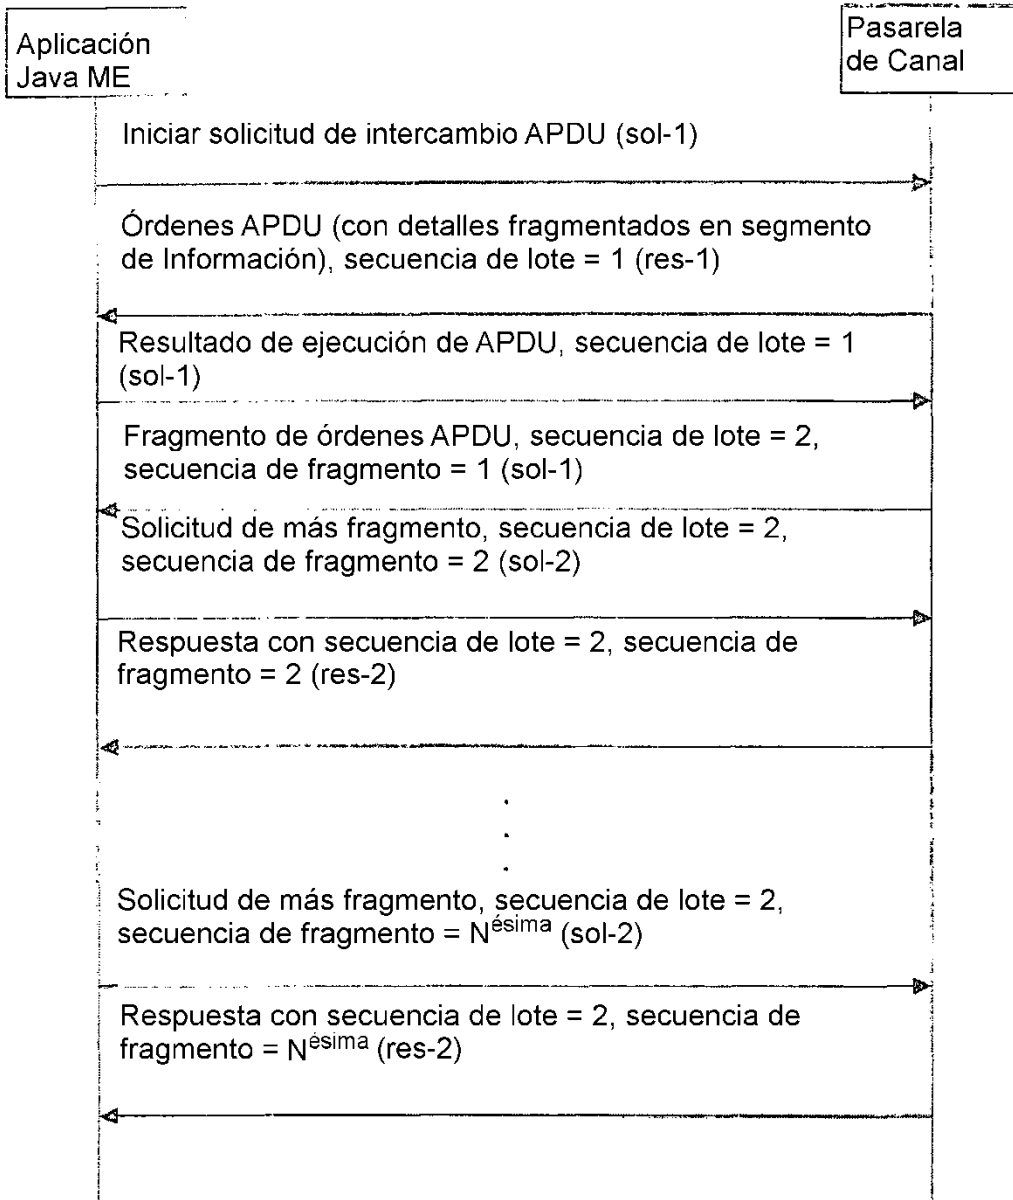 Aplicación
Java ME
Pasarela
de Canal
Iniciar solicitud de intercambio APDU (sol-1)
Órdenes APDU (con detalles fragmentados en segmento
de Información), secuencia de lote = 1 (res-1)
Resultado de ejecución de APDU, secuencia de lote = 1
(sol-1)
Fragmento de órdenes APDU, secuencia de lote = 2,
secuencia de fragmento = 1 (sol-1)
Solicitud de más fragmento, secuencia de lote = 2,
secuencia de fragmento = 2 (sol-2)
Respuesta con secuencia de lote = 2, secuencia de
fragmento = 2 (res-2)
.
.
.
Solicitud de más fragmento, secuencia de lote = 2,
secuencia de fragmento = Nésima (sol-2)
Respuesta con secuencia de lote = 2, secuencia de
fragmento = Nésima (res-2)